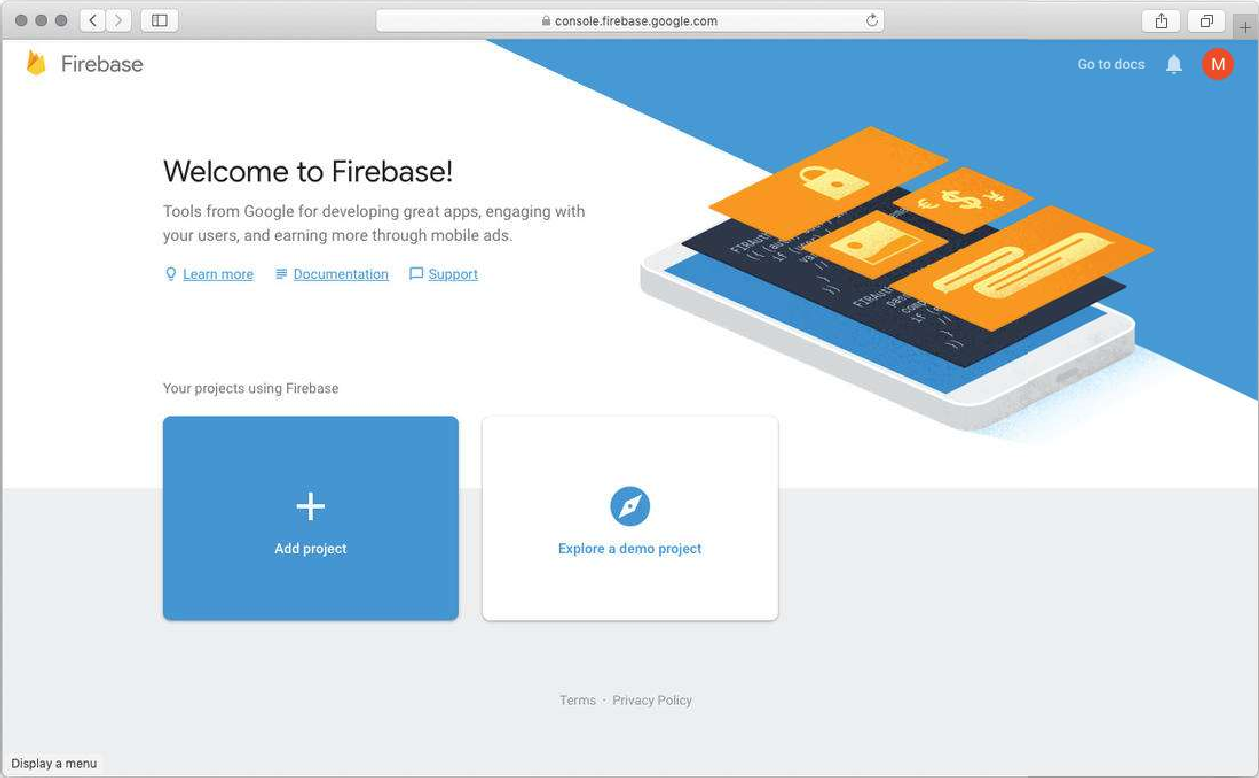 console.firebase.google.com
Firebase
Go to docs
M
Welcome to Firebase!
Tools from Google for developing great apps, engaging with
your users, and earning more through mobile ads.
Learn more
Documentation
Support
Your projects using Firebase
Add project
Explore a demo project
Terms · Privacy Policy
Display a menu